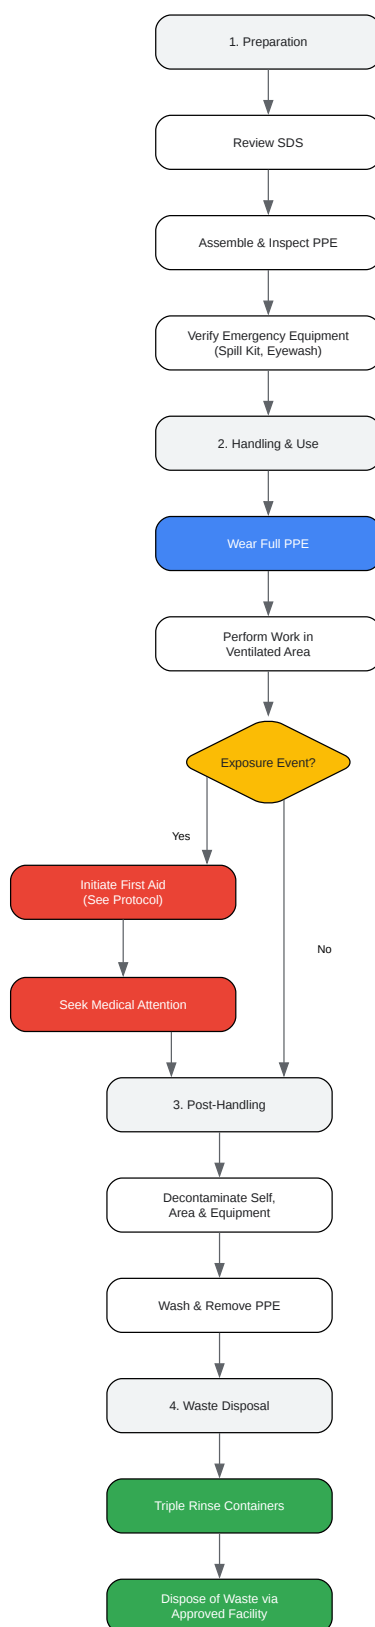 1. Preparation
Review SDS
Assemble & Inspect PPE
Verify Emergency Equipment
(Spill Kit, Eyewash)
2. Handling & Use
Wear Full PPE
Perform Work in
Ventilated Area
Exposure Event?
Yes
Initiate First Aid
(See Protocol)
No
Seek Medical Attention
3. Post-Handling
Decontaminate Self,
Area & Equipment
Wash & Remove PPE
4. Waste Disposal
Triple Rinse Containers
Dispose of Waste via
Approved Facility